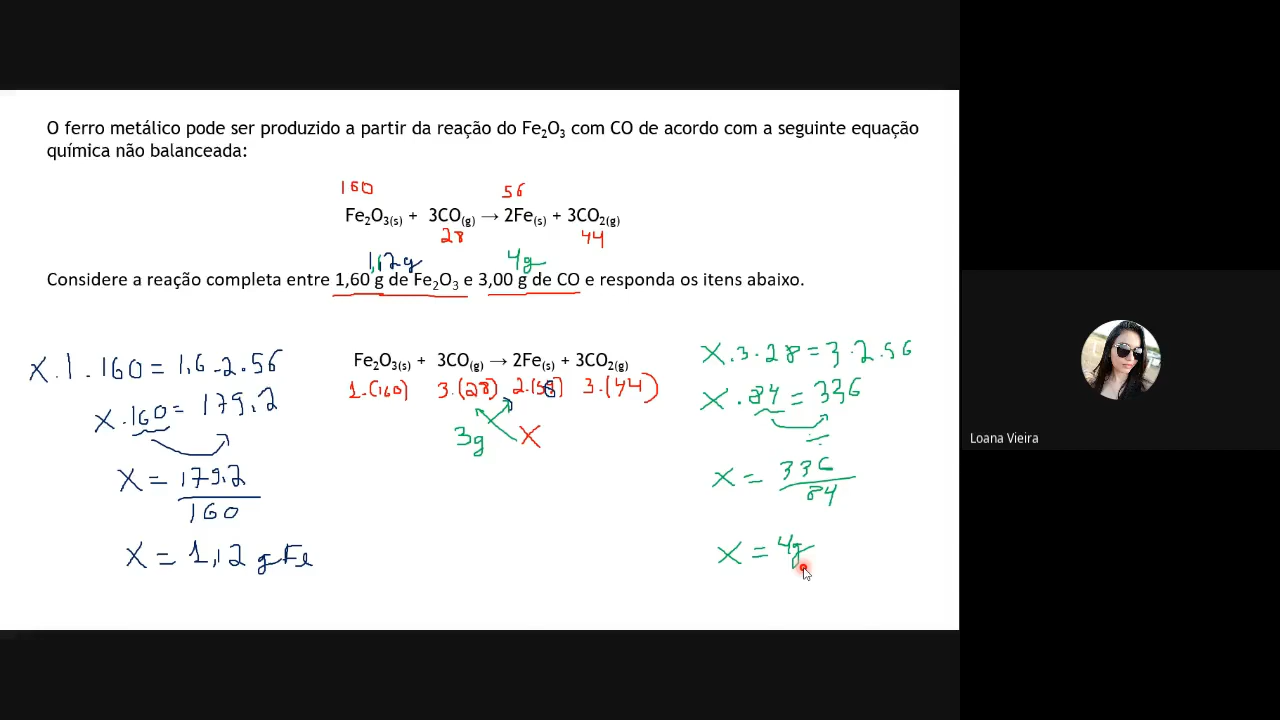 O ferro metálico pode ser produzido a partir da reação do Fe₂O₃ com CO de acordo com a seguinte equação
química não balanceada:
160 56
Fe₂O₃(s) + 3CO(g) → 2Fe(s) + 3CO₂(g)
28 44
1,12g 4g
Considere a reação completa entre 1,60 g de Fe₂O₃ e 3,00 g de CO e responda os itens abaixo.
Fe₂O₃(s) + 3CO(g) → 2Fe(s) + 3CO₂(g)
1.(160) 3.(28) 2.(56) 3.(44)
3g X
X.1.160=1,6.2.56
X.160=179,2
X=179,2
160
X=1,12 g Fe
X.3.28=3.2.56
X.84=336
÷
X=336
84
X=4g
Loana Vieira